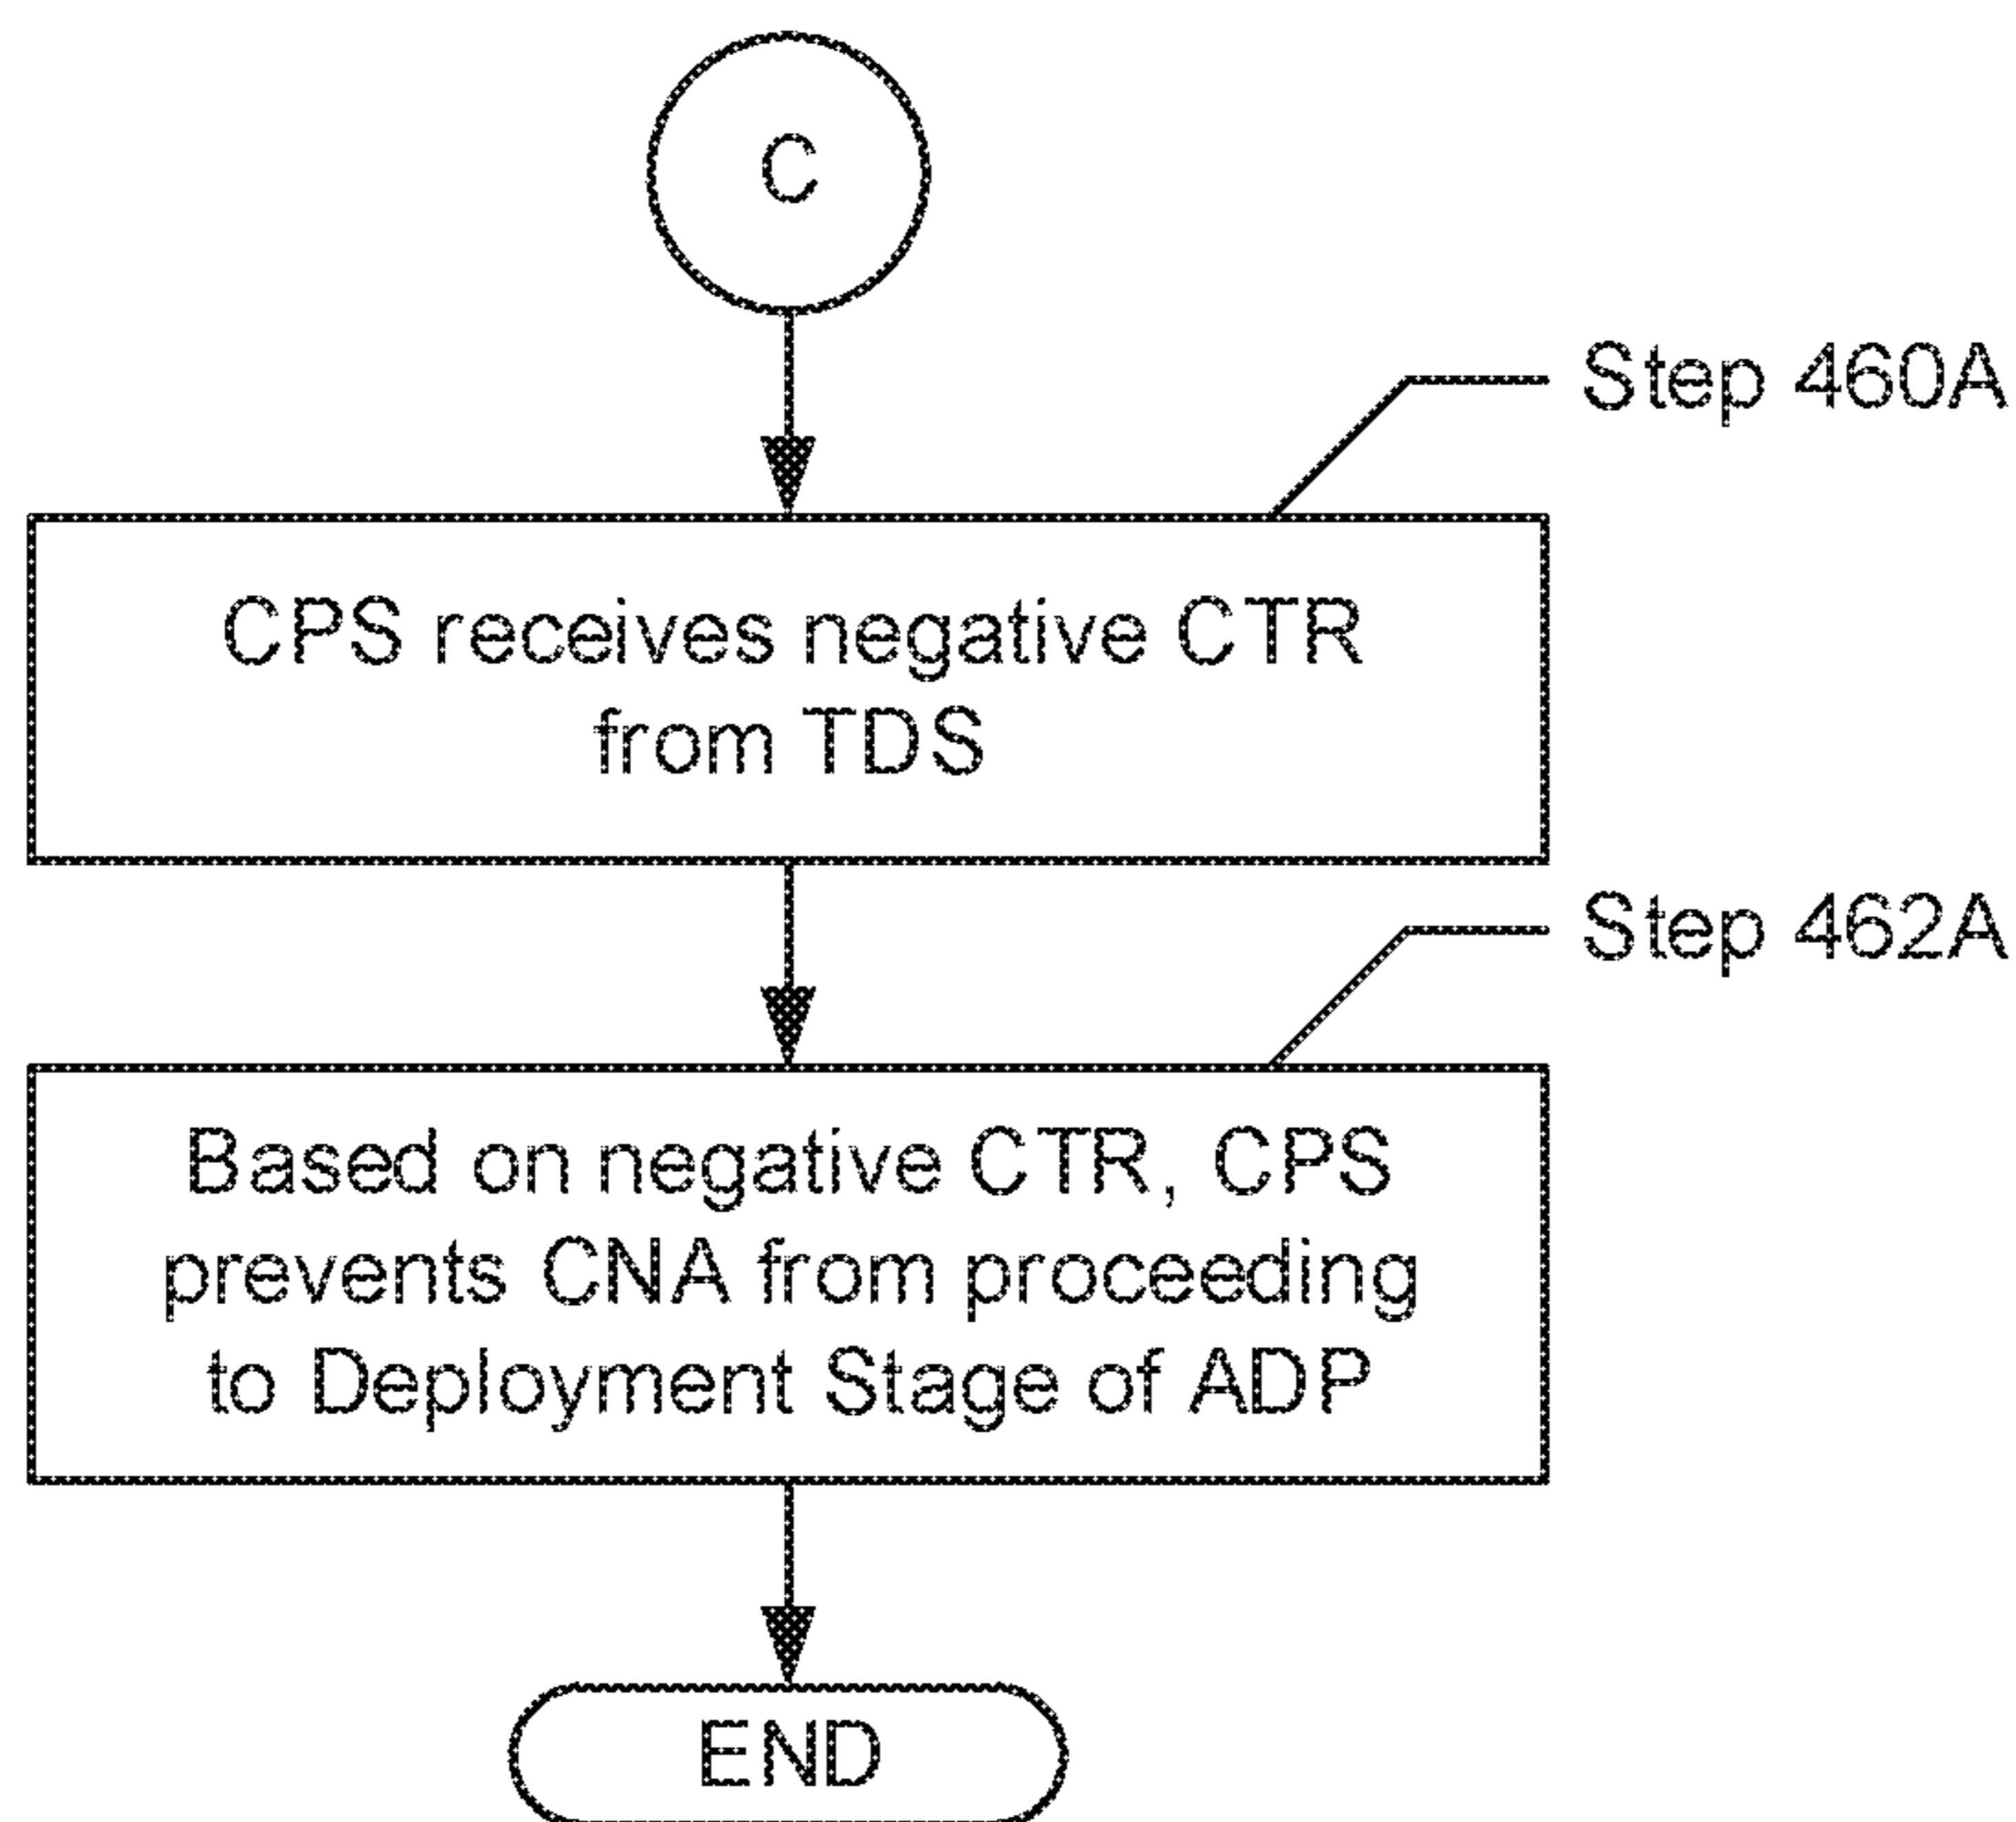 C
Step 460A
CPS receives negative CTR
from TDS
Step 462A
Based on negative CTR, CPS
prevents CNA from proceeding
to Deployment Stage of ADP
END